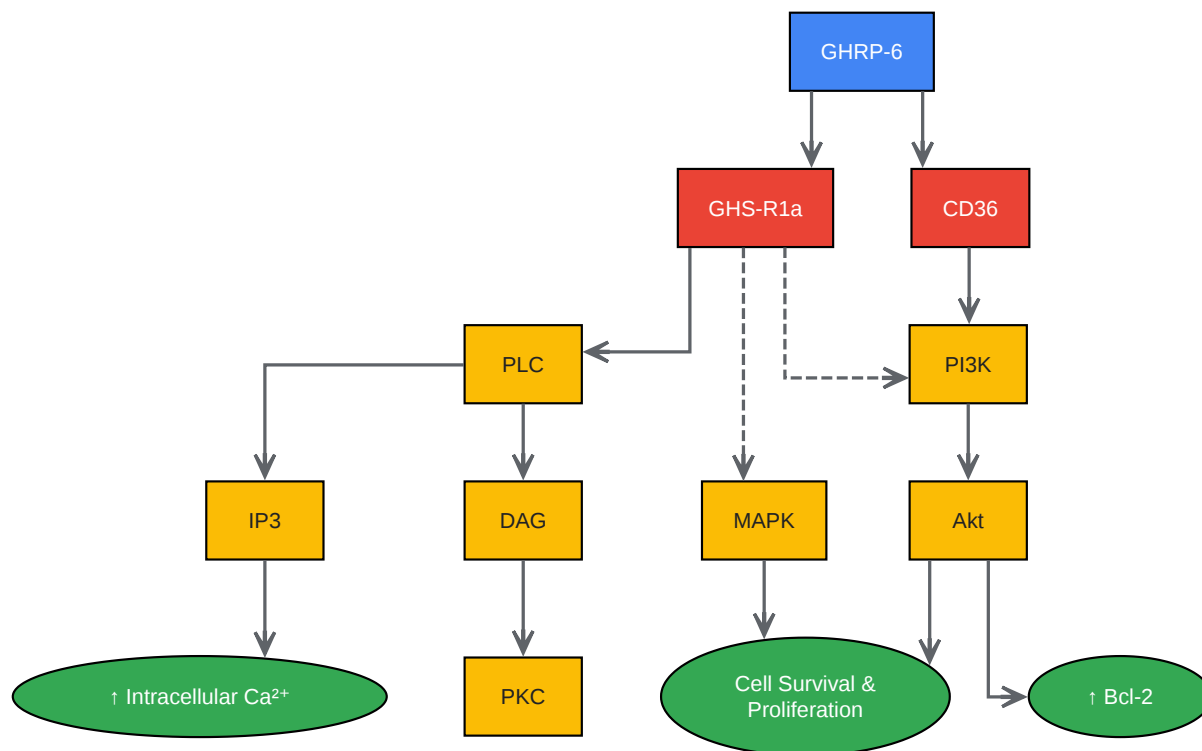 GHRP-6
GHS-R1a
CD36
PLC
PI3K
IP3
DAG
MAPK
Akt
↑ Intracellular Ca²⁺
PKC
Cell Survival &
Proliferation
↑ Bcl-2